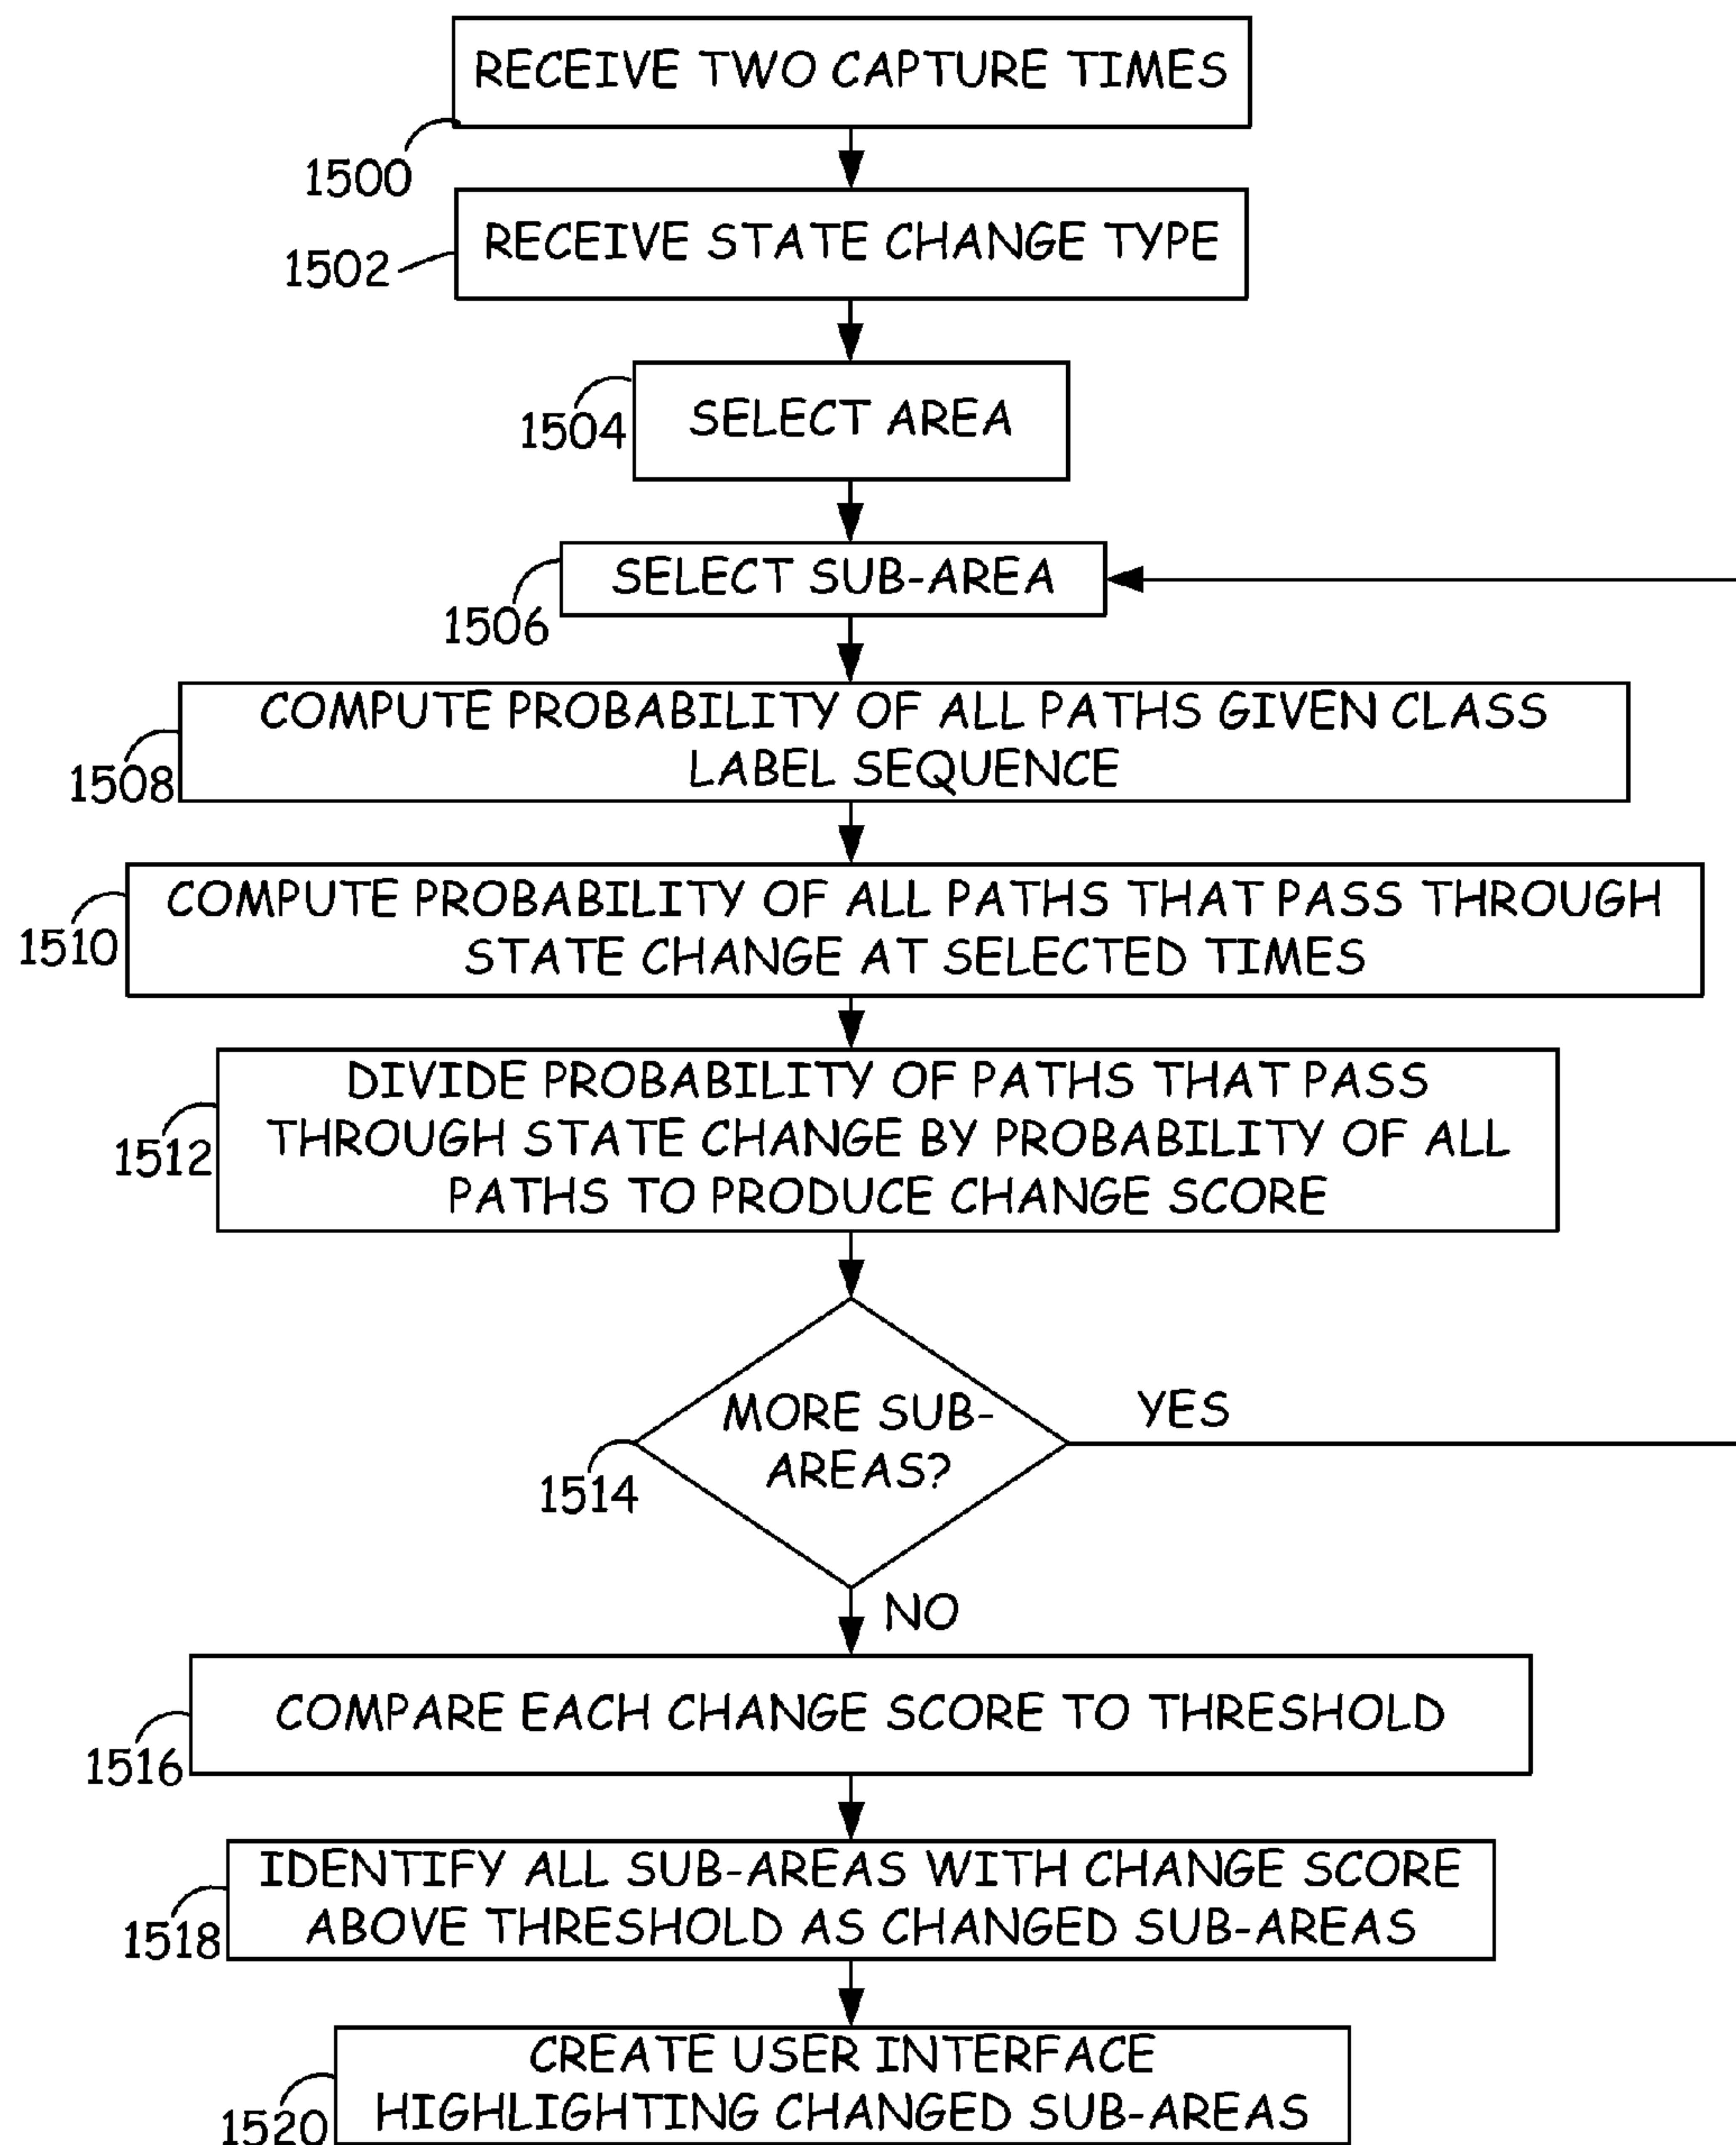 RECEIVE TWO CAPTURE TIMES
1500
RECEIVE STATE CHANGE TYPE
1502
SELECT AREA
1504
SELECT SUB-AREA
1506
COMPUTE PROBABILITY OF ALL PATHS GIVEN CLASS
LABEL SEQUENCE
1508
COMPUTE PROBABILITY OF ALL PATHS THAT PASS THROUGH
STATE CHANGE AT SELECTED TIMES
1510
DIVIDE PROBABILITY OF PATHS THAT PASS
THROUGH STATE CHANGE BY PROBABILITY OF ALL
PATHS TO PRODUCE CHANGE SCORE
1512
MORE SUB-
AREAS?
YES
1514
NO
COMPARE EACH CHANGE SCORE TO THRESHOLD
1516
IDENTIFY ALL SUB-AREAS WITH CHANGE SCORE
ABOVE THRESHOLD AS CHANGED SUB-AREAS
1518
CREATE USER INTERFACE
HIGHLIGHTING CHANGED SUB-AREAS
1520